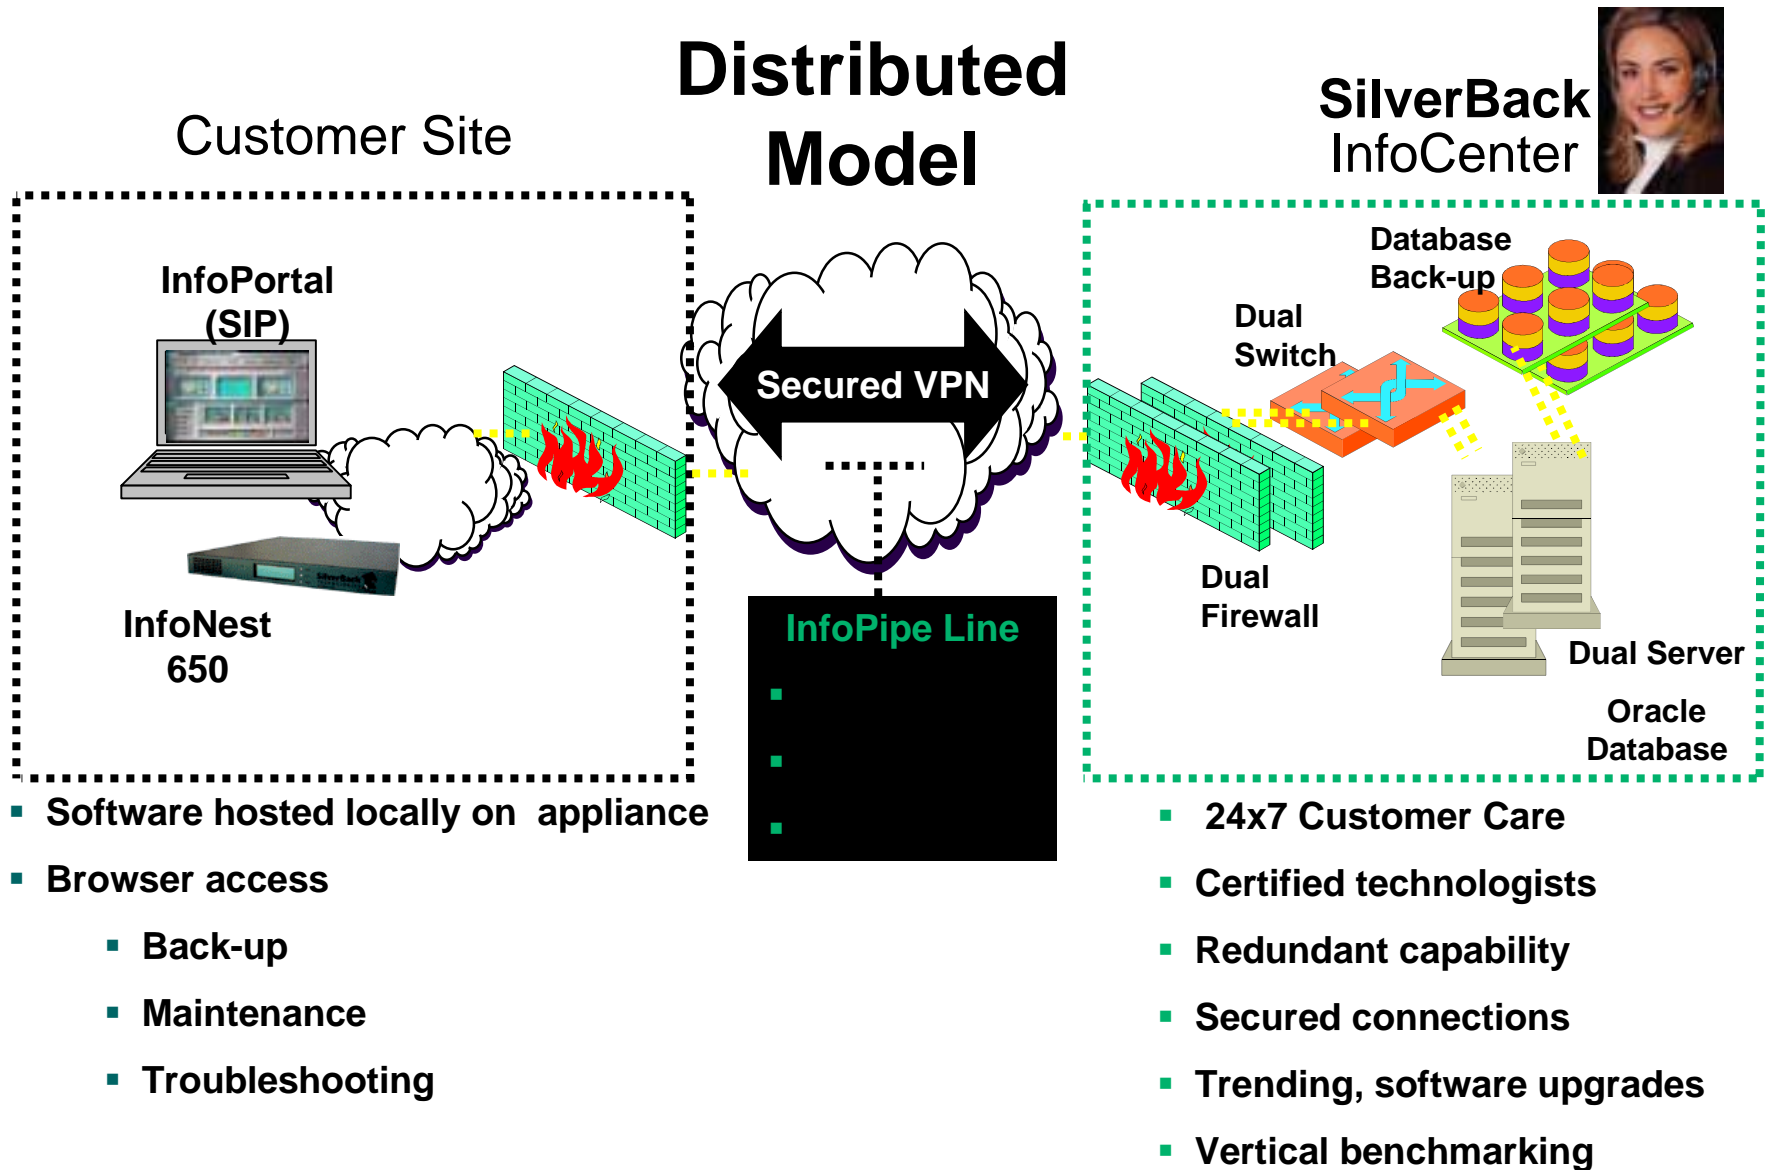 Distributed
Model
Customer Site
SilverBack
InfoCenter
InfoPortal
(SIP)
InfoNest
650
SilverBack
Secured VPN
InfoPipe Line
Database
Back-up
Dual
Switch
Dual
Firewall
Dual Server
Oracle
Database
▪ Software hosted locally on appliance
▪ Browser access
▪ Back-up
▪ Maintenance
▪ Troubleshooting
▪ 24x7 Customer Care
▪ Certified technologists
▪ Redundant capability
▪ Secured connections
▪ Trending, software upgrades
▪ Vertical benchmarking